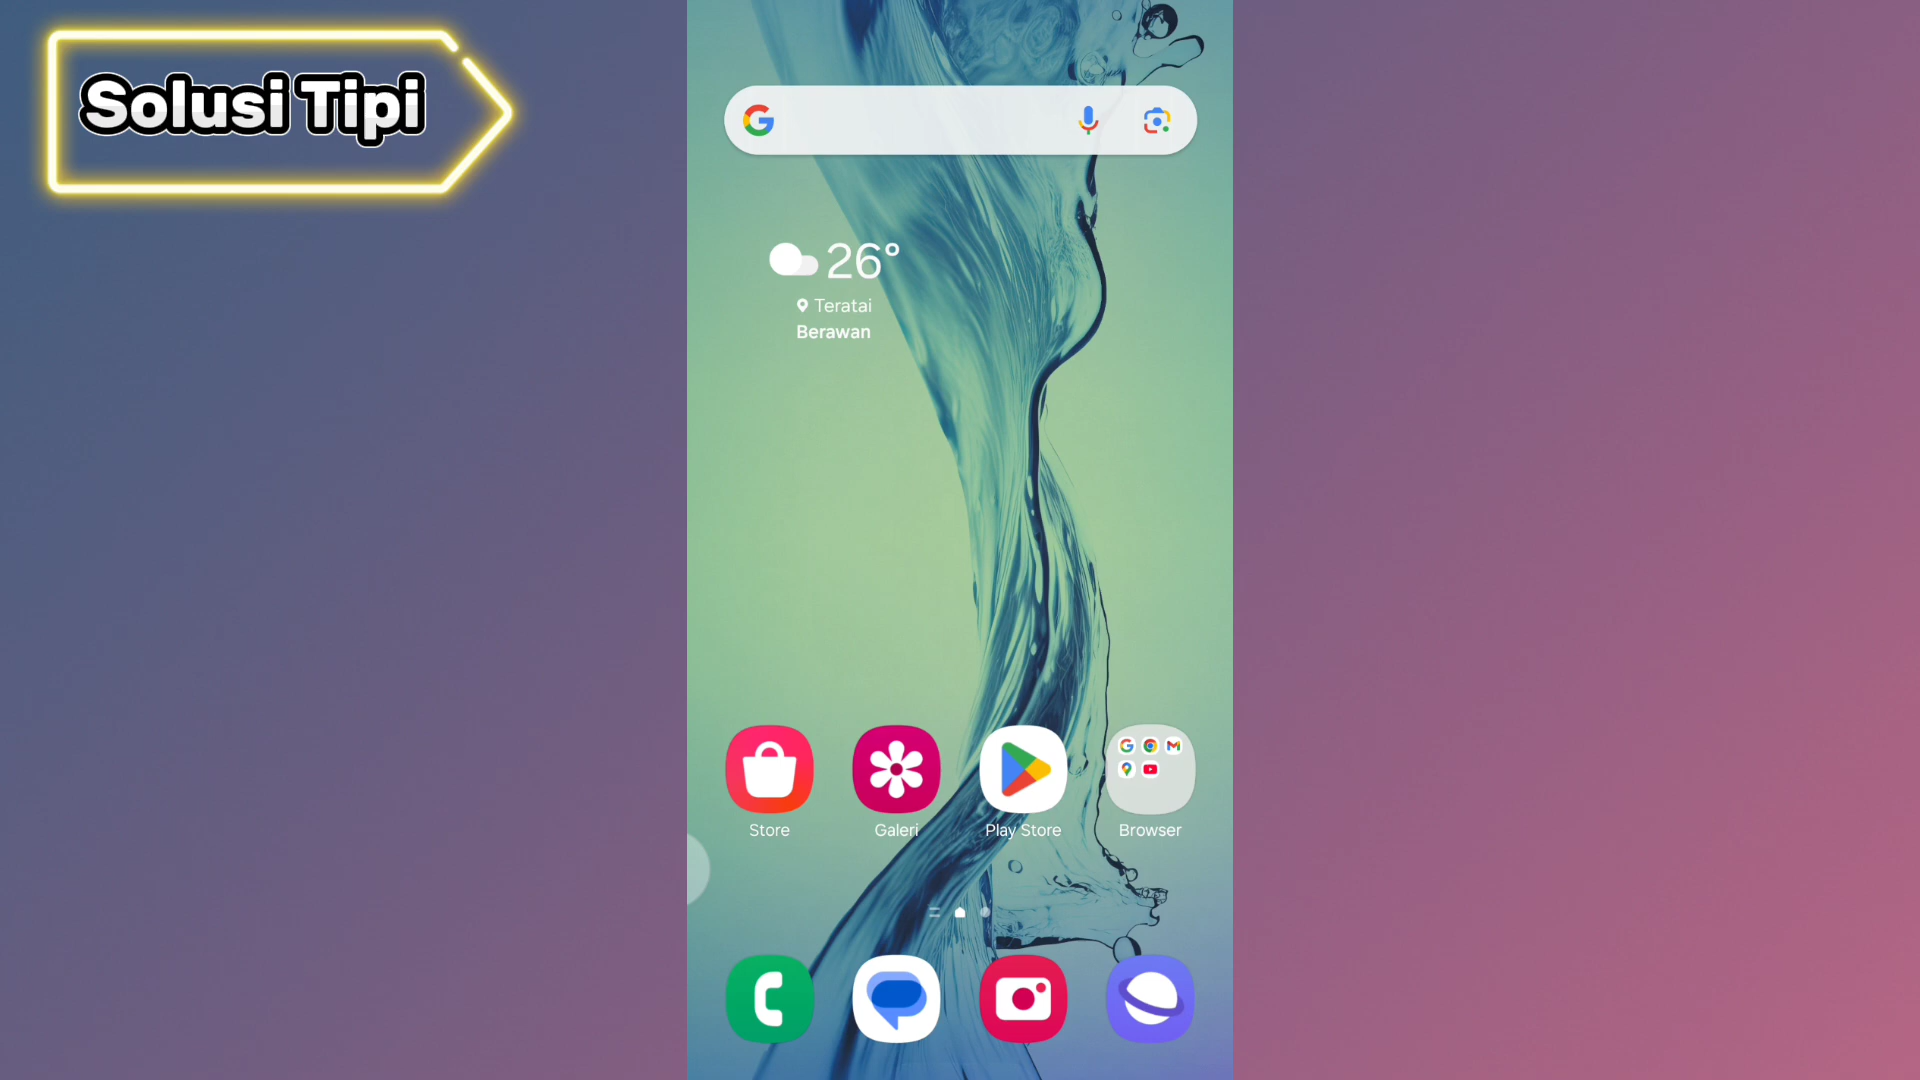 Solusi Tipi
26°
Teratai
Berawan
Store
Galeri
Play Store
Browser